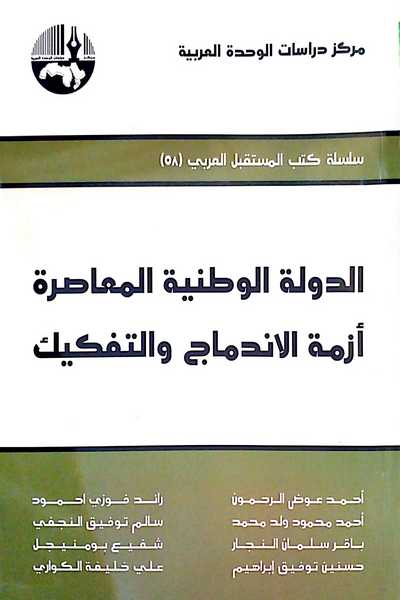 مركز دراسات الوحدة العربية
سلسلة كتب المستقبل العربي (٥٨)
الدولة الوطنية المعاصرة
أزمة الاندماج والتفكيك
أحمد عوض الرحمون
رائد فوزي احمود
أحمد محمود ولد محمد
سالم توفيق النجفي
باقر سلمان النجار
شفيع بومنيجل
حسنين توفيق إبراهيم
علي خليفة الكواري